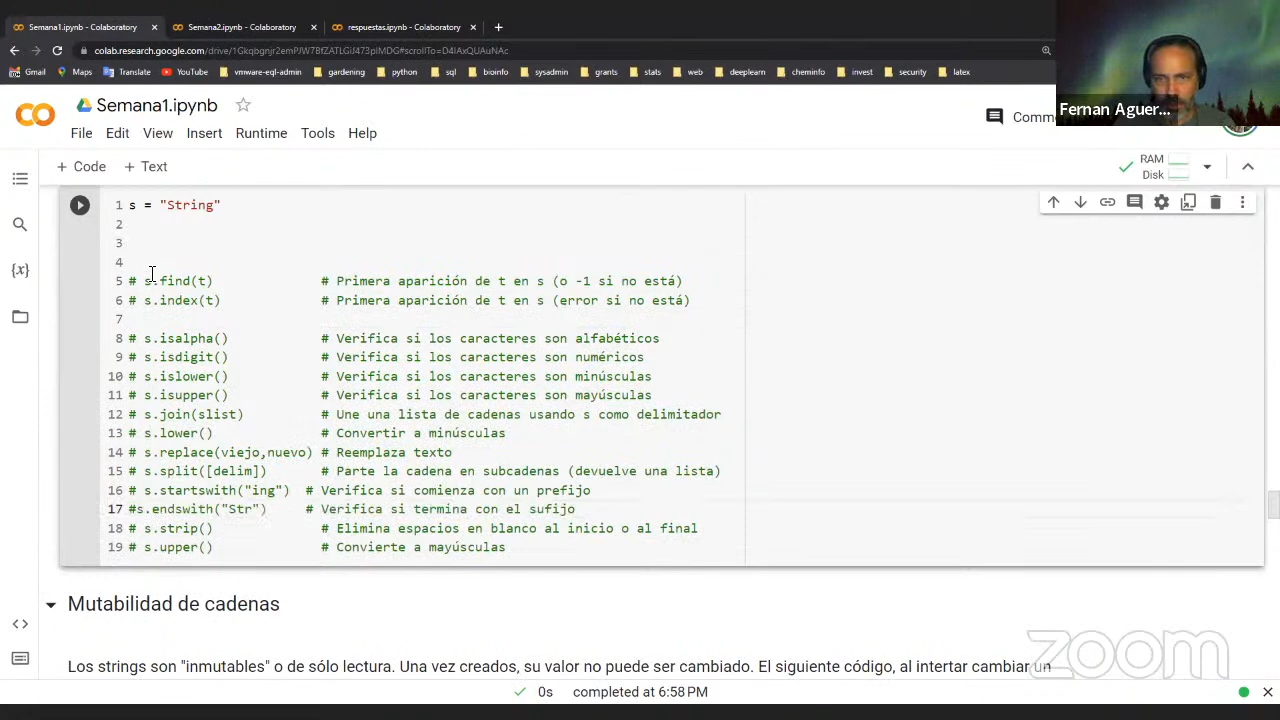 Semana1.ipynb - Colaboratory
Semana2.ipynb - Colaboratory
respuestas.ipynb - Colaboratory
colab.research.google.com/drive/
Gmail Maps Translate YouTube vmware-eql-admin gardening python sql bioinfo sysadmin grants stats web deeplearn cheminfo invest security latex
Fernan Aguer...
Semana1.ipynb
Comme
File Edit View Insert Runtime Tools Help
+ Code + Text
RAM
Disk
1 s = "String"
2
3
4
5 # s.find(t) # Primera aparición de t en s (o -1 si no está)
6 # s.index(t) # Primera aparición de t en s (error si no está)
7
8 # s.isalpha() # Verifica si los caracteres son alfabéticos
9 # s.isdigit() # Verifica si los caracteres son numéricos
10 # s.islower() # Verifica si los caracteres son minúsculas
11 # s.isupper() # Verifica si los caracteres son mayúsculas
12 # s.join(slist) # Une una lista de cadenas usando s como delimitador
13 # s.lower() # Convertir a minúsculas
14 # s.replace(viejo,nuevo) # Reemplaza texto
15 # s.split([delim]) # Parte la cadena en subcadenas (devuelve una lista)
16 # s.startswith("ing") # Verifica si comienza con un prefijo
17 #s.endswith("Str") # Verifica si termina con el sufijo
18 # s.strip() # Elimina espacios en blanco al inicio o al final
19 # s.upper() # Convierte a mayúsculas
Mutabilidad de cadenas
Los strings son "inmutables" o de sólo lectura. Una vez creados, su valor no puede ser cambiado. El siguiente código, al intertar cambiar un
zoom
0s completed at 6:58 PM